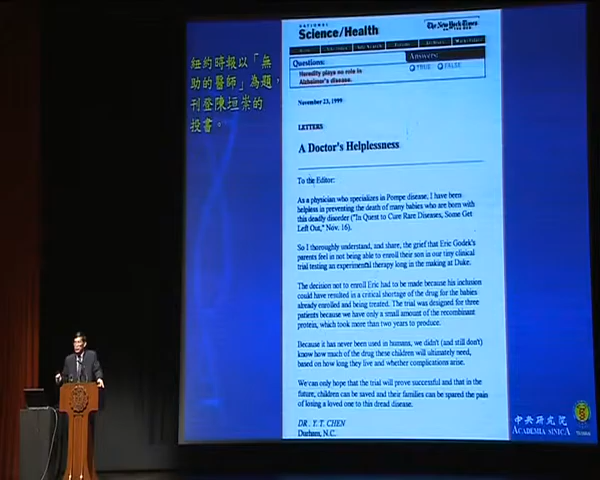 紐約時報以「無
助的醫師」為題,
刊登陳垣崇的
投書。
NATIONAL
Science/Health
The New York Times
Questions:
Answers:
Heredity plays no role in
Alzheimer's disease.
TRUE FALSE
November 23, 1999
LETTERS
A Doctor's Helplessness
To the Editor:
As a physician who specializes in Pompe disease, I have been
helpless in preventing the death of many babies who are born with
this deadly disorder ("In Quest to Cure Rare Diseases, Some Get
Left Out," Nov. 16).
So I thoroughly understand, and share, the grief that Eric Godek's
parents feel in not being able to enroll their son in our tiny clinical
trial testing an experimental therapy long in the making at Duke.
The decision not to enroll Eric had to be made because his inclusion
could have resulted in a critical shortage of the drug for the babies
already enrolled and being treated. The trial was designed for three
patients because we have only a small amount of the recombinant
protein, which took more than two years to produce.
Because it has never been used in humans, we didn't (and still don't)
know how much of the drug these children will ultimately need,
based on how long they live and whether complications arise.
We can only hope that the trial will prove successful and that in the
future, children can be saved and their families can be spared the pain
of losing a loved one to this dread disease.
DR. Y. T. CHEN
Durham, N.C.
中央研究院
ACADEMIA SINICA